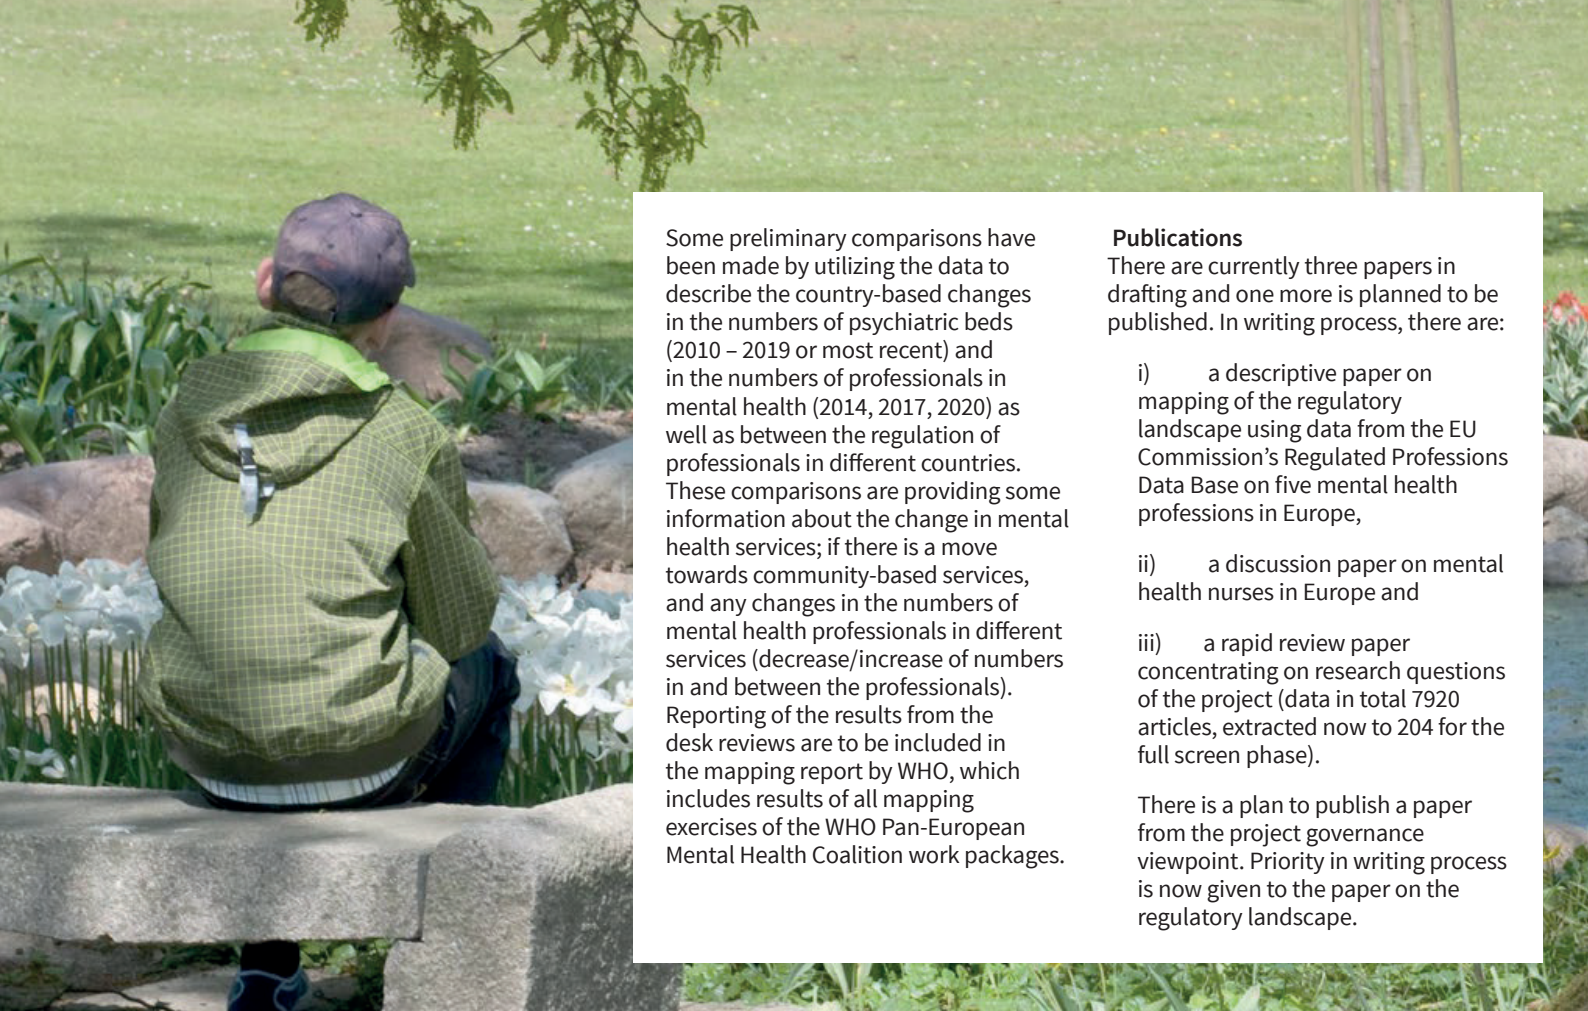 Some preliminary comparisons have
been made by utilizing the data to
describe the country-based changes
in the numbers of psychiatric beds
(2010 – 2019 or most recent) and
in the numbers of professionals in
mental health (2014, 2017, 2020) as
well as between the regulation of
professionals in different countries.
These comparisons are providing some
information about the change in mental
health services; if there is a move
towards community-based services,
and any changes in the numbers of
mental health professionals in different
services (decrease/increase of numbers
in and between the professionals).
Reporting of the results from the
desk reviews are to be included in
the mapping report by WHO, which
includes results of all mapping
exercises of the WHO Pan-European
Mental Health Coalition work packages.
Publications
There are currently three papers in
drafting and one more is planned to be
published. In writing process, there are:
i) a descriptive paper on
mapping of the regulatory
landscape using data from the EU
Commission’s Regulated Professions
Data Base on five mental health
professions in Europe,
ii) a discussion paper on mental
health nurses in Europe and
iii) a rapid review paper
concentrating on research questions
of the project (data in total 7920
articles, extracted now to 204 for the
full screen phase).
There is a plan to publish a paper
from the project governance
viewpoint. Priority in writing process
is now given to the paper on the
regulatory landscape.